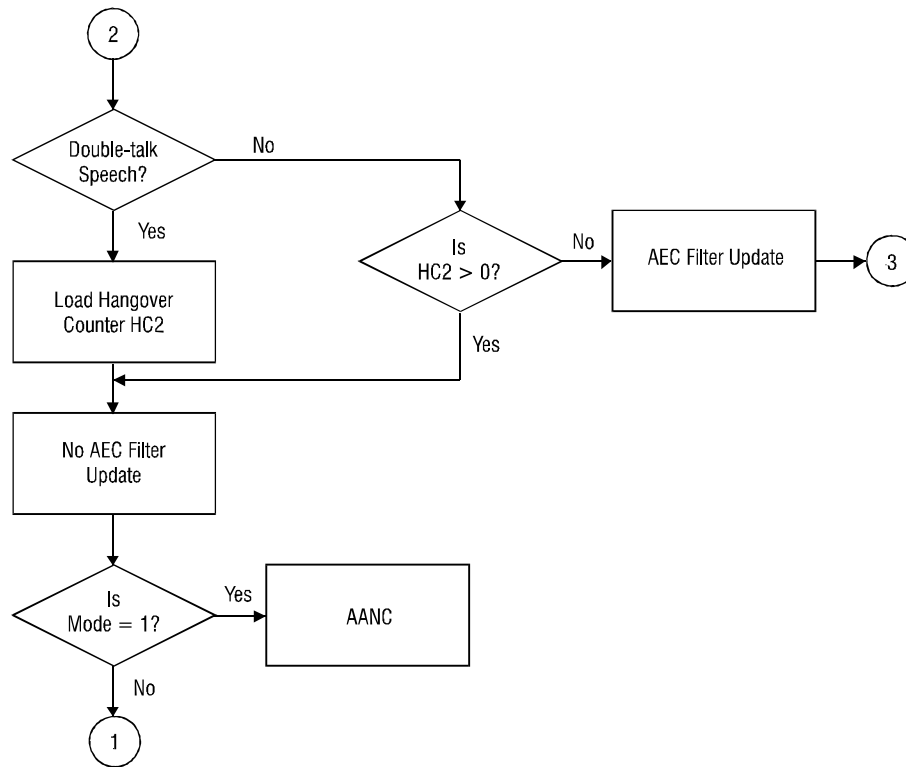 2
Double-talk
Speech?
No
Yes
Is
HC2 > 0?
No
AEC Filter Update
3
Load Hangover
Counter HC2
Yes
No AEC Filter
Update
Is
Mode = 1?
Yes
AANC
No
1